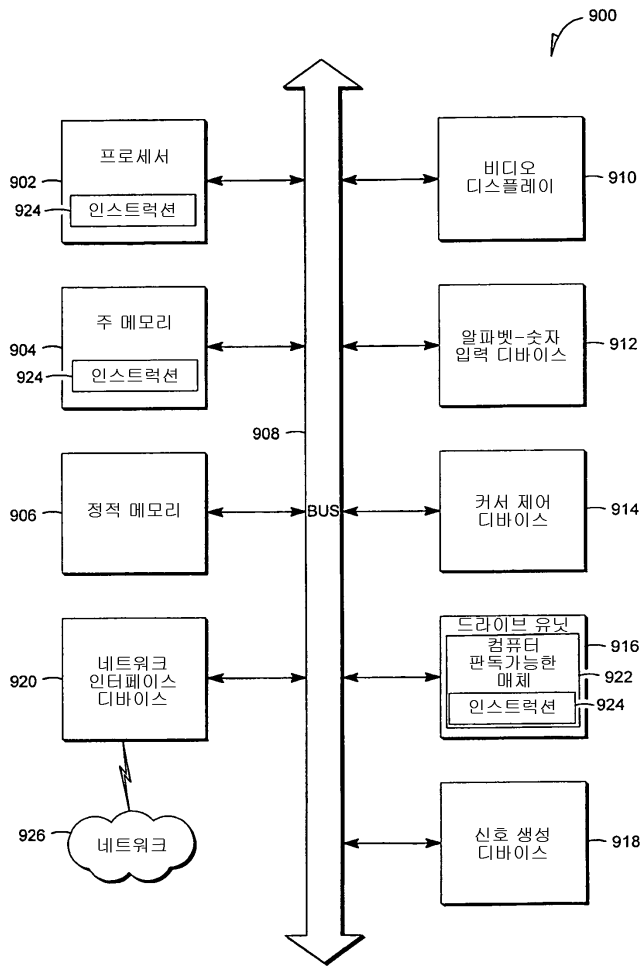 900
프로세서
902
924
인스트럭션
주 메모리
904
924
인스트럭션
908
정적 메모리
906
BUS
네트워크
인터페이스
디바이스
920
926
네트워크
비디오
디스플레이
910
알파벳-숫자
입력 디바이스
912
커서 제어
디바이스
914
드라이브 유닛
916
컴퓨터
판독가능한
매체
922
인스트럭션
924
신호 생성
디바이스
918